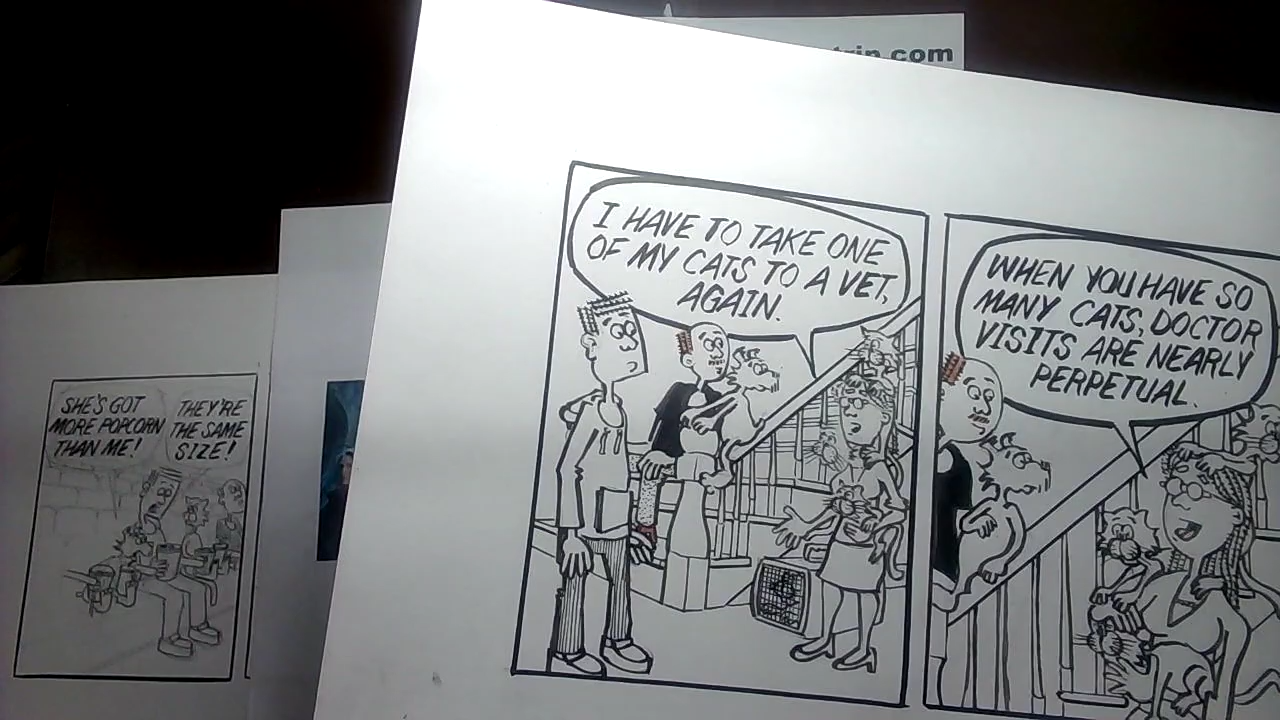 .com
I HAVE TO TAKE ONE
OF MY CATS TO A VET,
AGAIN.
WHEN YOU HAVE SO
MANY CATS, DOCTOR
VISITS ARE NEARLY
PERPETUAL.
SHE'S GOT
MORE POPCORN
THAN ME!
THEY'RE
THE SAME
SIZE!